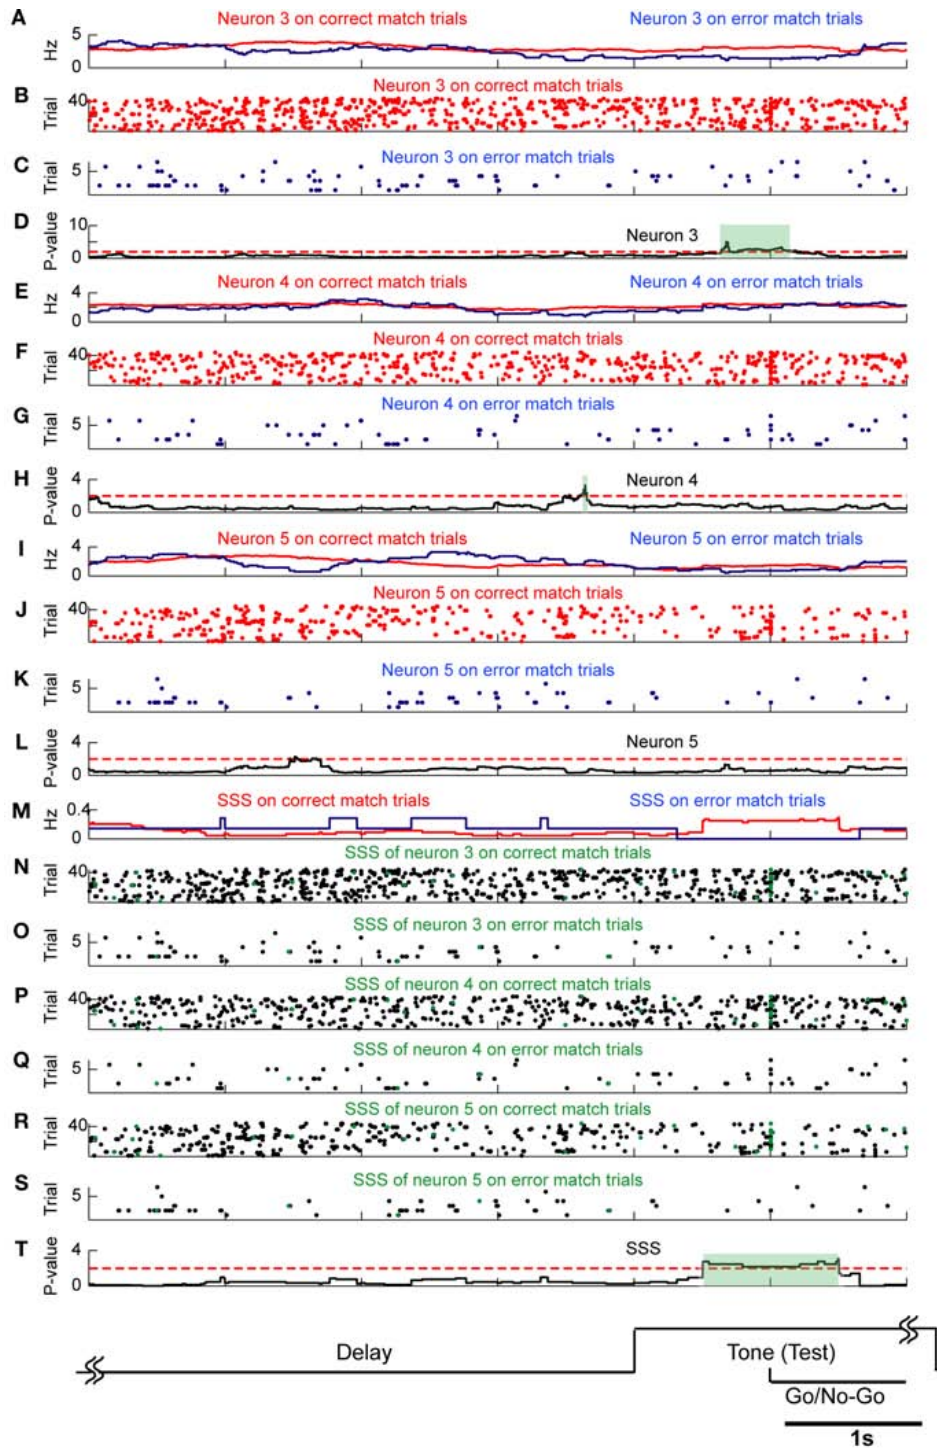 A
Neuron 3 on correct match trials Neuron 3 on error match trials
5
0
Hz
B
Neuron 3 on correct match trials
40
Trial
C
Neuron 3 on error match trials
5
Trial
D
10
0
P-value
Neuron 3
E
Neuron 4 on correct match trials Neuron 4 on error match trials
4
0
Hz
F
Neuron 4 on correct match trials
40
Trial
G
Neuron 4 on error match trials
5
Trial
H
4
0
P-value
Neuron 4
I
Neuron 5 on correct match trials Neuron 5 on error match trials
4
0
Hz
J
Neuron 5 on correct match trials
40
Trial
K
Neuron 5 on error match trials
5
Trial
L
4
0
P-value
Neuron 5
M
SSS on correct match trials SSS on error match trials
0.4
0
Hz
N
SSS of neuron 3 on correct match trials
40
Trial
O
SSS of neuron 3 on error match trials
5
Trial
P
SSS of neuron 4 on correct match trials
40
Trial
Q
SSS of neuron 4 on error match trials
5
Trial
R
SSS of neuron 5 on correct match trials
40
Trial
S
SSS of neuron 5 on error match trials
5
Trial
T
4
0
P-value
SSS
Delay
Tone (Test)
Go/No-Go
1s